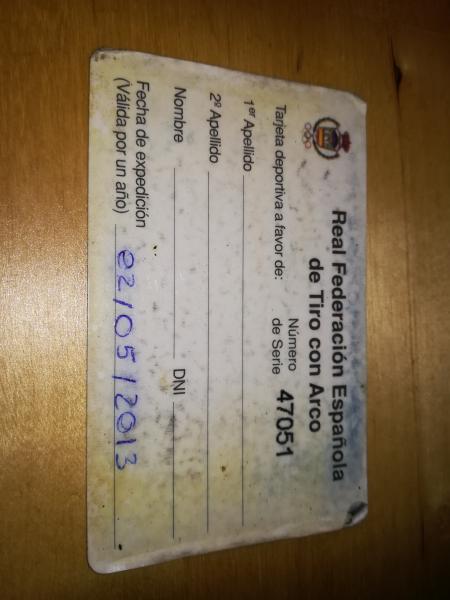 Real Federación Española
de Tiro con Arco
Número
de Serie 47051
Tarjeta deportiva a favor de:
1er Apellido
2º Apellido
Nombre DNI
Fecha de expedición
(Válida por un año) 02/05/2013